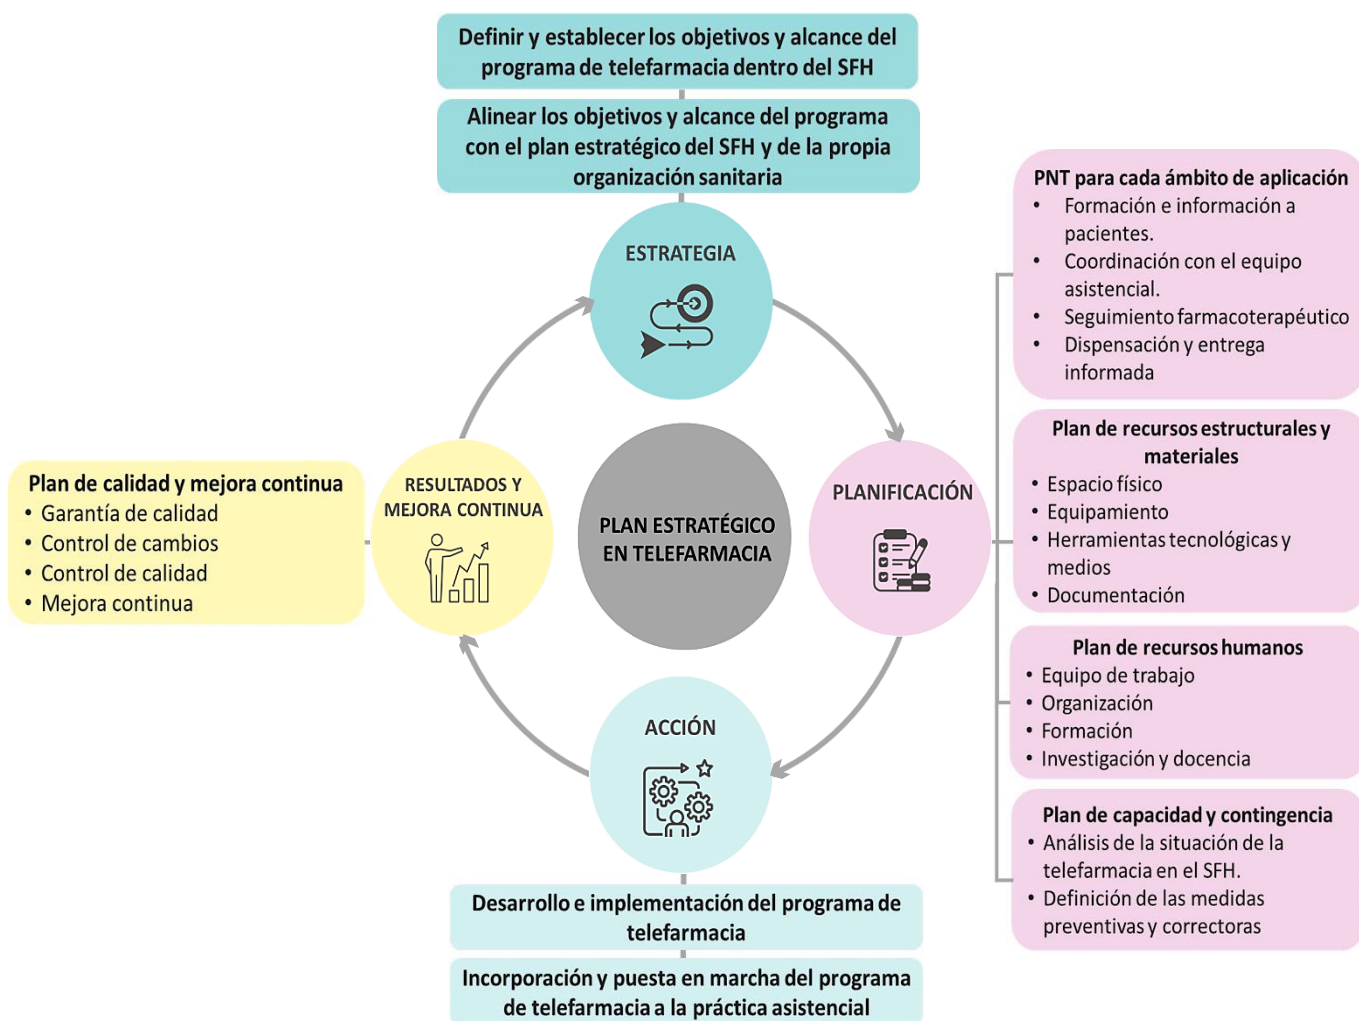 Definir y establecer los objetivos y alcance del
programa de telefarmacia dentro del SFH
Alinear los objetivos y alcance del programa
con el plan estratégico del SFH y de la propia
organización sanitaria
ESTRATEGIA
PNT para cada ámbito de aplicación
• Formación e información a
pacientes.
• Coordinación con el equipo
asistencial.
• Seguimiento farmacoterapéutico
• Dispensación y entrega
informada
Plan de recursos estructurales y
materiales
• Espacio físico
• Equipamiento
• Herramientas tecnológicas y
medios
• Documentación
Plan de recursos humanos
• Equipo de trabajo
• Organización
• Formación
• Investigación y docencia
Plan de capacidad y contingencia
• Análisis de la situación de la
telefarmacia en el SFH.
• Definición de las medidas
preventivas y correctoras
PLANIFICACIÓN
PLAN ESTRATÉGICO
EN TELEFARMACIA
RESULTADOS Y
MEJORA CONTINUA
Plan de calidad y mejora continua
• Garantía de calidad
• Control de cambios
• Control de calidad
• Mejora continua
ACCIÓN
Desarrollo e implementación del programa de
telefarmacia
Incorporación y puesta en marcha del programa
de telefarmacia a la práctica asistencial